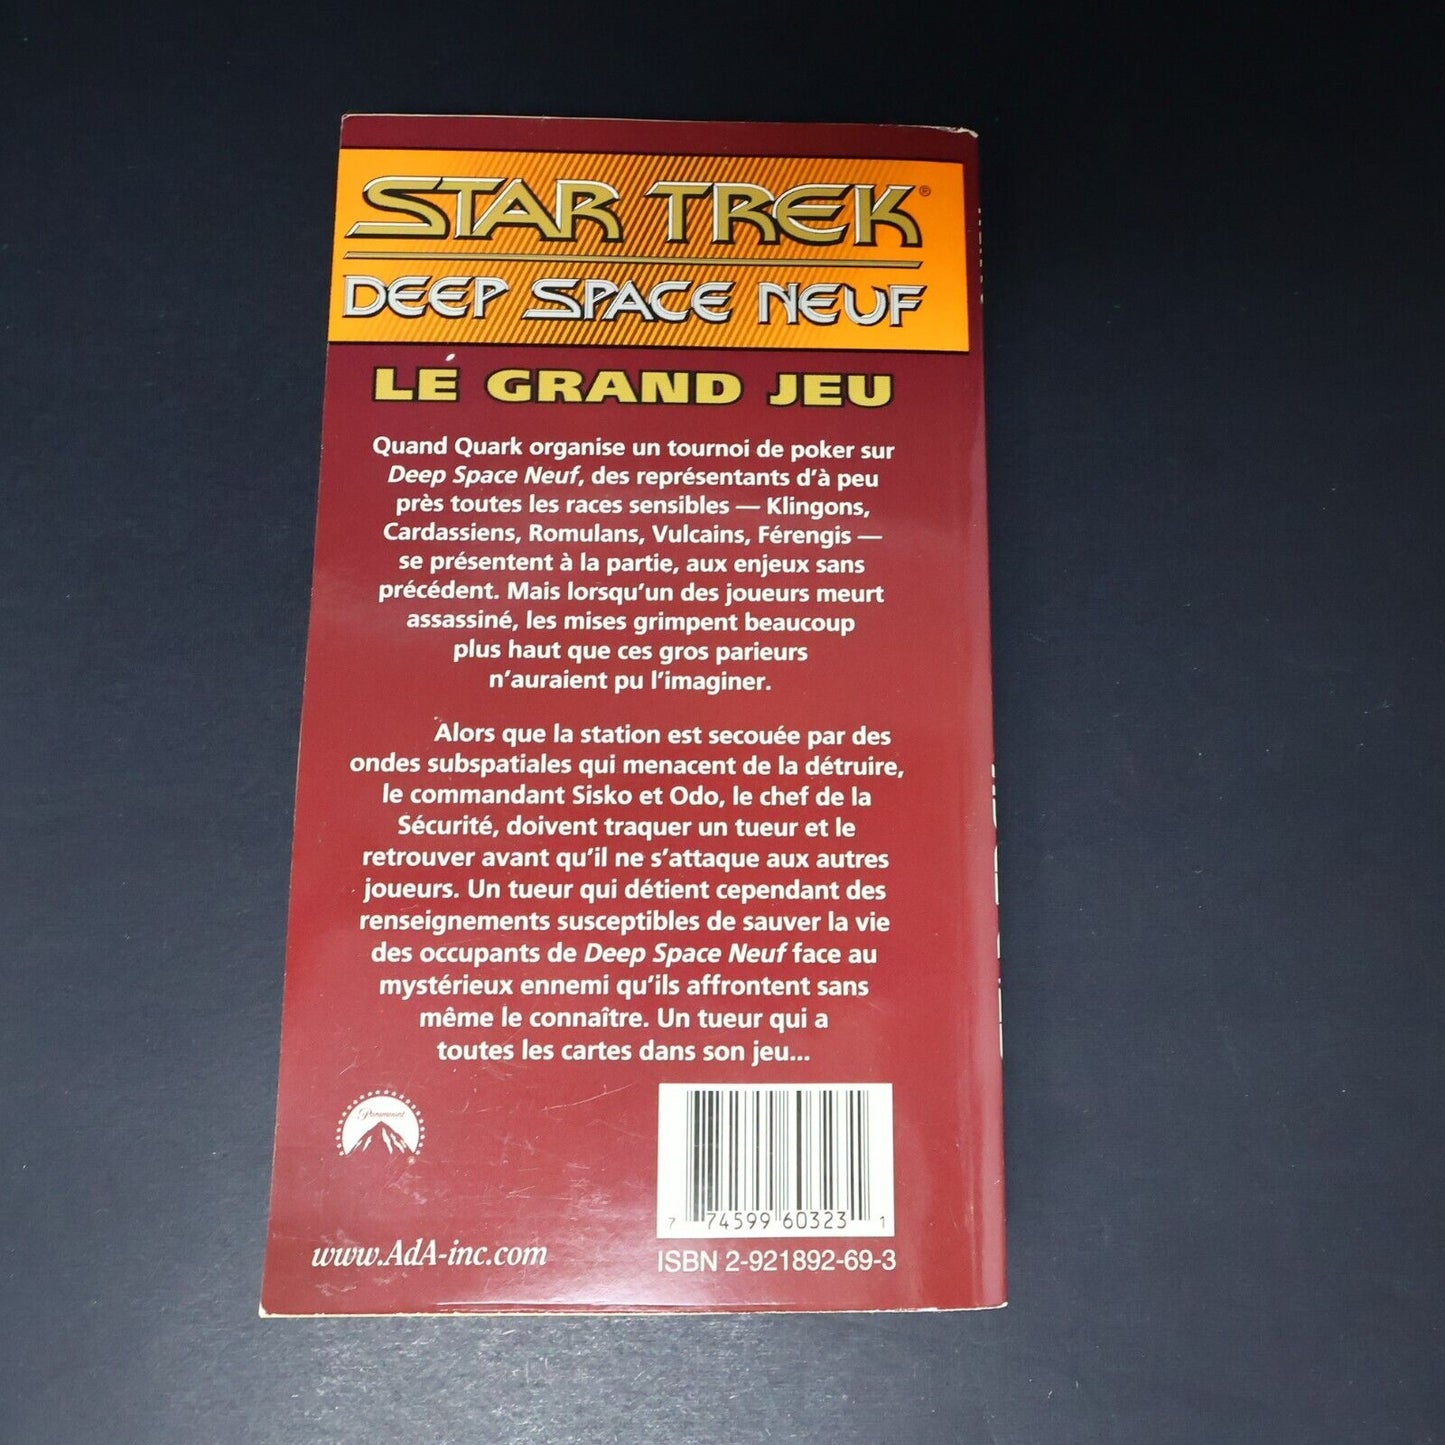 STAR TREK®
DEEP SPACE NEUF
LE GRAND JEU
Quand Quark organise un tournoi de poker sur
Deep Space Neuf, des représentants d'à peu
près toutes les races sensibles — Klingons,
Cardassiens, Romulans, Vulcains, Férengis —
se présentent à la partie, aux enjeux sans
précédent. Mais lorsqu'un des joueurs meurt
assassiné, les mises grimpent beaucoup
plus haut que ces gros parieurs
n'auraient pu l'imaginer.
Alors que la station est secouée par des
ondes subspatiales qui menacent de la détruire,
le commandant Sisko et Odo, le chef de la
Sécurité, doivent traquer un tueur et le
retrouver avant qu'il ne s'attaque aux autres
joueurs. Un tueur qui détient cependant des
renseignements susceptibles de sauver la vie
des occupants de Deep Space Neuf face au
mystérieux ennemi qu'ils affrontent sans
même le connaître. Un tueur qui a
toutes les cartes dans son jeu...
Paramount
7 74599 60323 1
www.AdA-inc.com
ISBN 2-921892-69-3